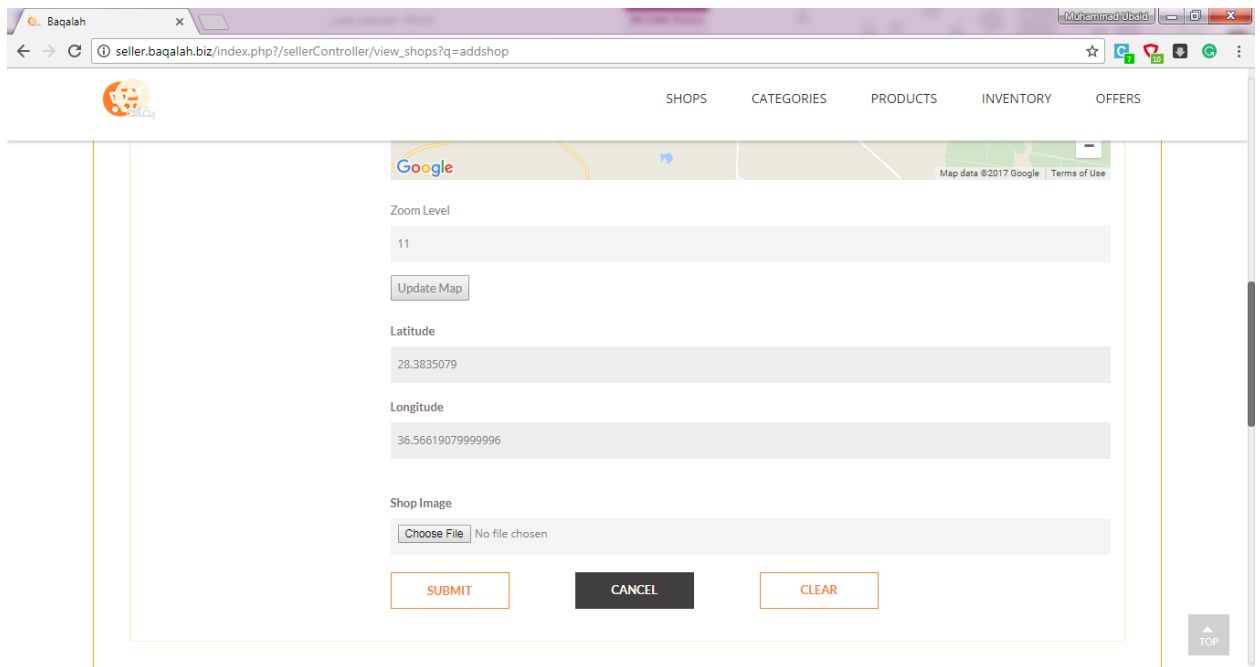 Baqalah
Muhammad Ubaid
seller.baqalah.biz/index.php?/sellerController/view_shops?q=addshop
7
10
SHOPS CATEGORIES PRODUCTS INVENTORY OFFERS
Google
Map data ©2017 Google Terms of Use
Zoom Level
11
Update Map
Latitude
28.3835079
Longitude
36.56619079999996
Shop Image
Choose File No file chosen
SUBMIT CANCEL CLEAR
TOP